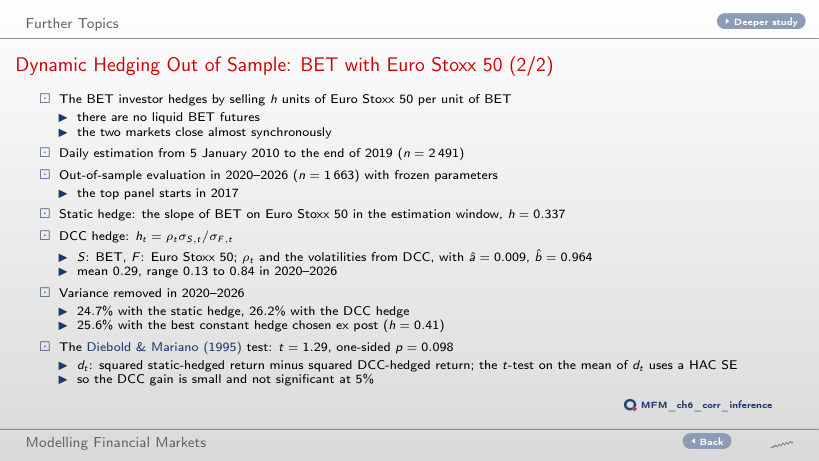 Further Topics
Deeper study
Dynamic Hedging Out of Sample: BET with Euro Stoxx 50 (2/2)
The BET investor hedges by selling h units of Euro Stoxx 50 per unit of BET
there are no liquid BET futures
the two markets close almost synchronously
Daily estimation from 5 January 2010 to the end of 2019 (n = 2 491)
Out-of-sample evaluation in 2020–2026 (n = 1 663) with frozen parameters
the top panel starts in 2017
Static hedge: the slope of BET on Euro Stoxx 50 in the estimation window, h = 0.337
DCC hedge: hₜ = ρₜσ_S,t/σ_F,t
S: BET, F: Euro Stoxx 50; ρₜ and the volatilities from DCC, with â = 0.009, b̂ = 0.964
mean 0.29, range 0.13 to 0.84 in 2020–2026
Variance removed in 2020–2026
24.7% with the static hedge, 26.2% with the DCC hedge
25.6% with the best constant hedge chosen ex post (h = 0.41)
The Diebold & Mariano (1995) test: t = 1.29, one-sided p = 0.098
dₜ: squared static-hedged return minus squared DCC-hedged return; the t-test on the mean of dₜ uses a HAC SE
so the DCC gain is small and not significant at 5%
MFM_ch6_corr_inference
Modelling Financial Markets
Back